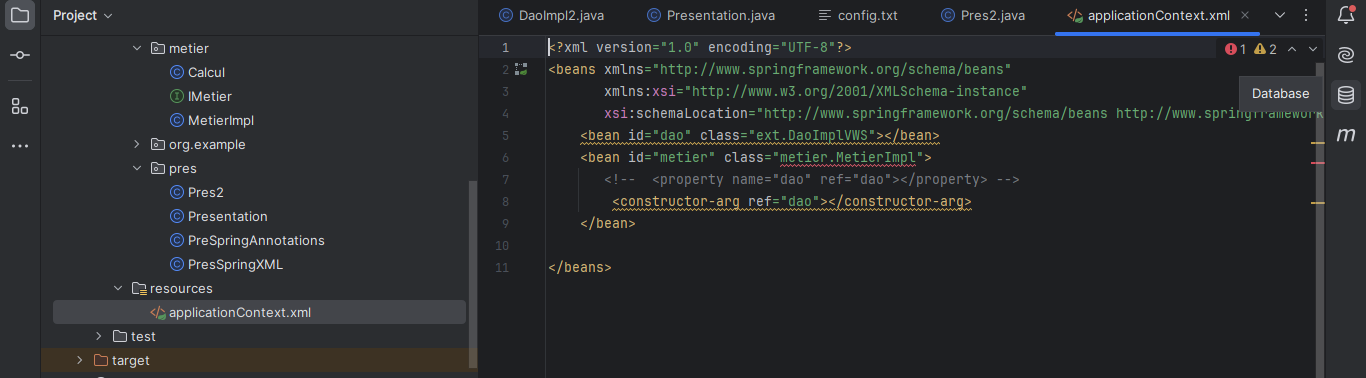 Project
metier
Calcul
IMetier
MetierImpl
org.example
pres
Pres2
Presentation
PreSpringAnnotations
PresSpringXML
resources
applicationContext.xml
test
target
DaoImpl2.java
Presentation.java
config.txt
Pres2.java
applicationContext.xml
1 2
Database
1 <?xml version="1.0" encoding="UTF-8"?>
2 <beans xmlns="http://www.springframework.org/schema/beans"
3 xmlns:xsi="http://www.w3.org/2001/XMLSchema-instance"
4 xsi:schemaLocation="http://www.springframework.org/schema/beans http://www.springframework
5 <bean id="dao" class="ext.DaoImplVWS"></bean>
6 <bean id="metier" class="metier.MetierImpl">
7 <!-- <property name="dao" ref="dao"></property> -->
8 <constructor-arg ref="dao"></constructor-arg>
9 </bean>
10
11 </beans>
m